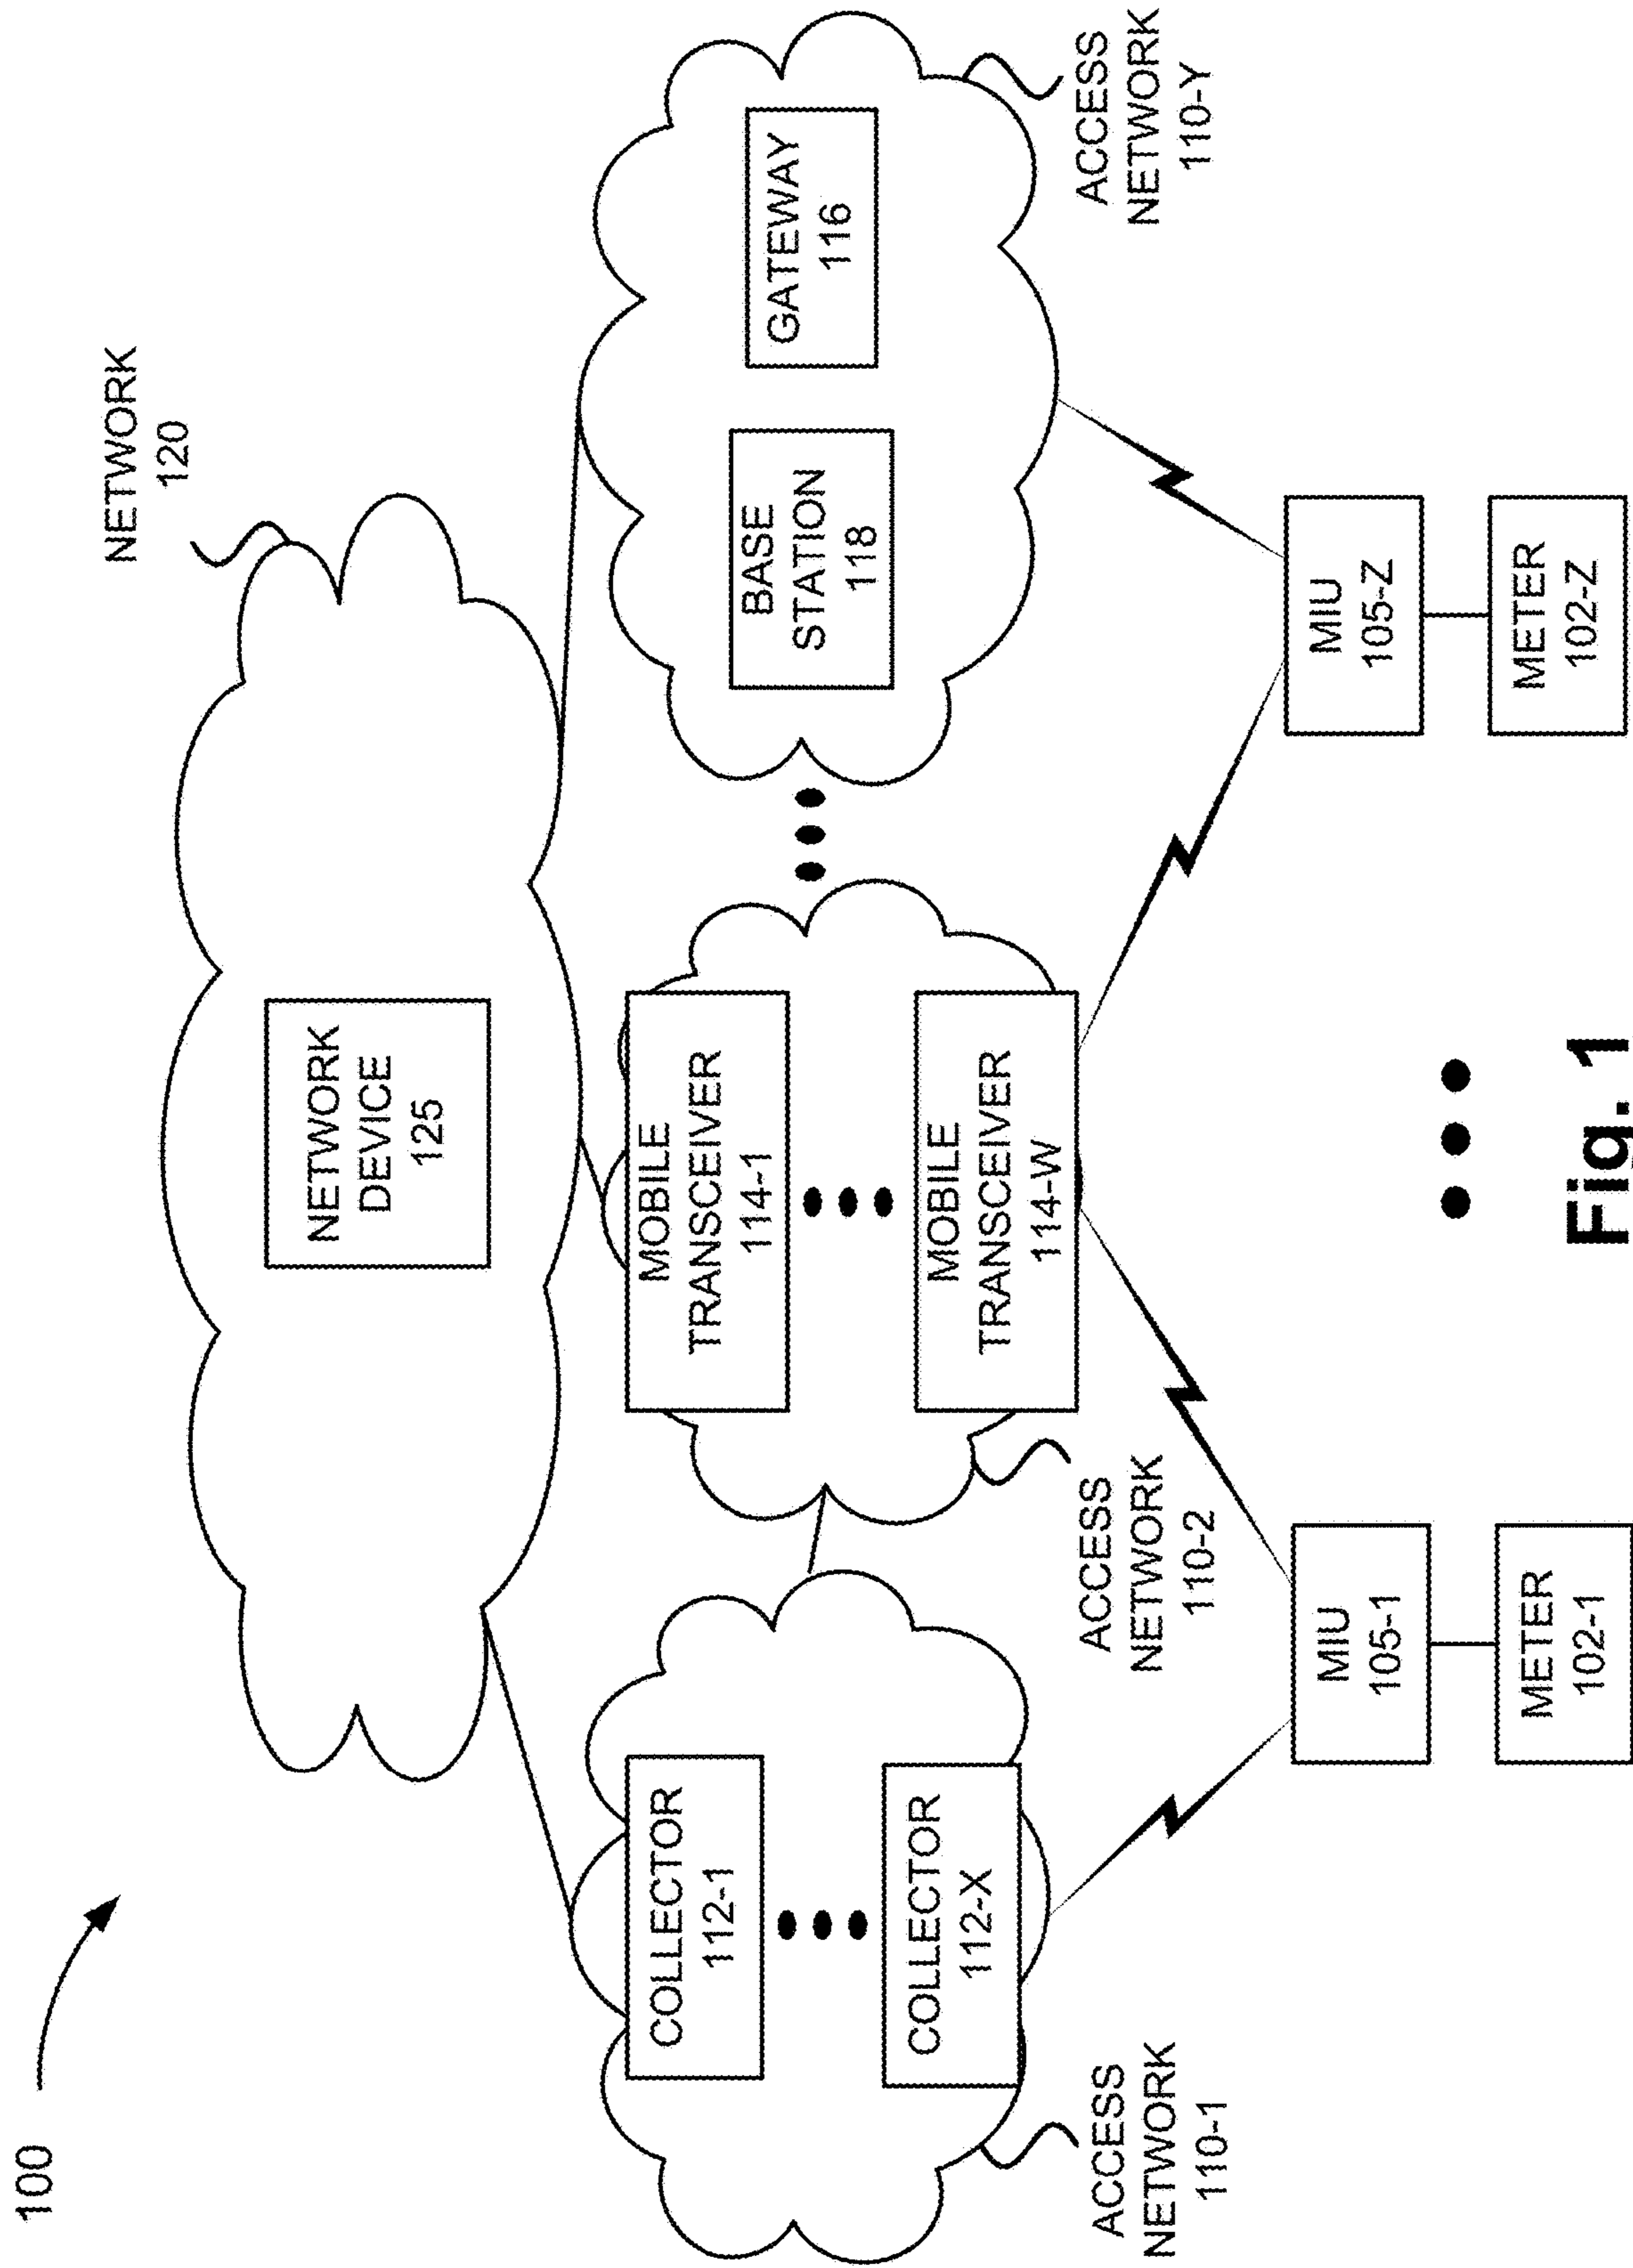 100
NETWORK
120
NETWORK
DEVICE
125
COLLECTOR
112-1
COLLECTOR
112-X
ACCESS
NETWORK
110-1
MOBILE
TRANSCEIVER
114-1
MOBILE
TRANSCEIVER
114-W
ACCESS
NETWORK
110-2
BASE
STATION
118
GATEWAY
116
ACCESS
NETWORK
110-Y
MIU
105-1
METER
102-1
MIU
105-Z
METER
102-Z
Fig. 1